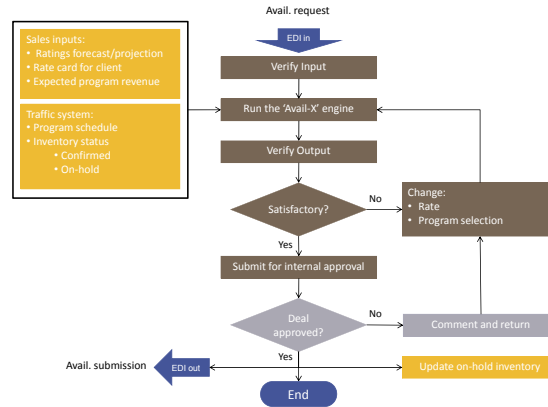 Avail. request
EDI in
Sales inputs:
• Ratings forecast/projection
• Rate card for client
• Expected program revenue
Traffic system:
• Program schedule
• Inventory status
• Confirmed
• On-hold
Verify Input
Run the 'Avail-X' engine
Verify Output
Satisfactory?
No
Change:
• Rate
• Program selection
Yes
Submit for internal approval
Deal
approved?
No
Comment and return
Yes
Avail. submission
EDI out
Update on-hold inventory
End